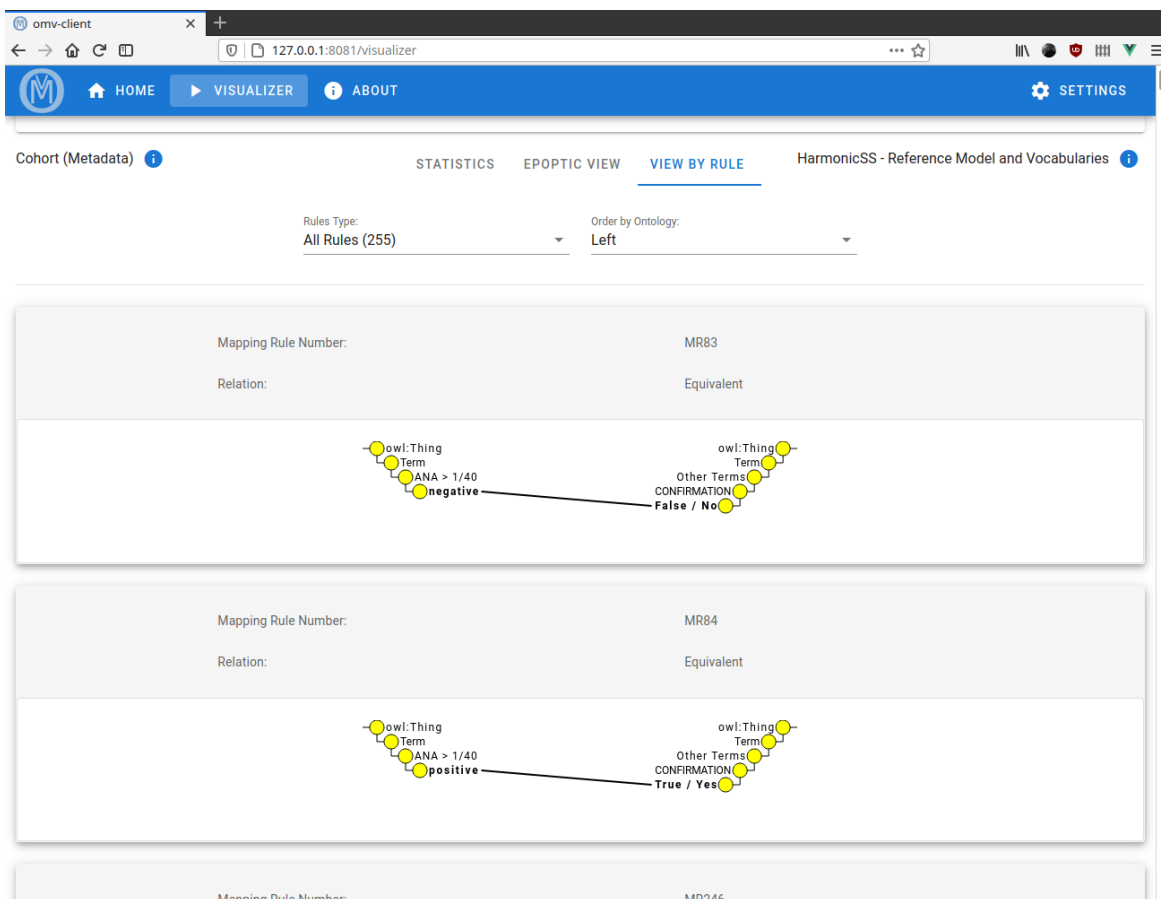 omv-client
127.0.0.1:8081/visualizer
HOME VISUALIZER ABOUT SETTINGS
Cohort (Metadata) STATISTICS EPOPTIC VIEW VIEW BY RULE HarmonicSS - Reference Model and Vocabularies
Rules Type: Order by Ontology:
All Rules (255) Left
Mapping Rule Number: MR83
Relation: Equivalent
owl:Thing owl:Thing
Term Term
ANA > 1/40 Other Terms
negative CONFIRMATION
False / No
Mapping Rule Number: MR84
Relation: Equivalent
owl:Thing owl:Thing
Term Term
ANA > 1/40 Other Terms
positive CONFIRMATION
True / Yes
Mapping Rule Number: MR246